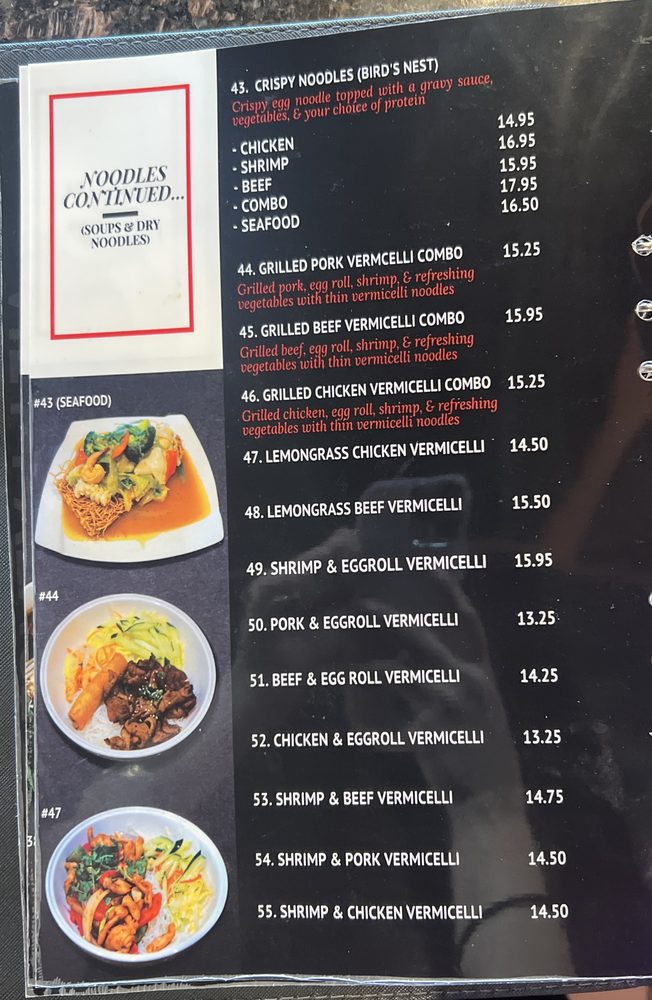 NOODLES
CONTINUED...
(SOUPS & DRY
NOODLES)
43. CRISPY NOODLES (BIRD'S NEST)
Crispy egg noodle topped with a gravy sauce,
vegetables, & your choice of protein
- CHICKEN 14.95
- SHRIMP 16.95
- BEEF 15.95
- COMBO 17.95
- SEAFOOD 16.50
44. GRILLED PORK VERMCELLI COMBO 15.25
Grilled pork, egg roll, shrimp, & refreshing
vegetables with thin vermicelli noodles
45. GRILLED BEEF VERMICELLI COMBO 15.95
Grilled beef, egg roll, shrimp, & refreshing
vegetables with thin vermicelli noodles
46. GRILLED CHICKEN VERMICELLI COMBO 15.25
Grilled chicken, egg roll, shrimp, & refreshing
vegetables with thin vermicelli noodles
47. LEMONGRASS CHICKEN VERMICELLI 14.50
48. LEMONGRASS BEEF VERMICELLI 15.50
49. SHRIMP & EGGROLL VERMICELLI 15.95
50. PORK & EGGROLL VERMICELLI 13.25
51. BEEF & EGG ROLL VERMICELLI 14.25
52. CHICKEN & EGGROLL VERMICELLI 13.25
53. SHRIMP & BEEF VERMICELLI 14.75
54. SHRIMP & PORK VERMICELLI 14.50
55. SHRIMP & CHICKEN VERMICELLI 14.50
#43 (SEAFOOD)
#44
#47